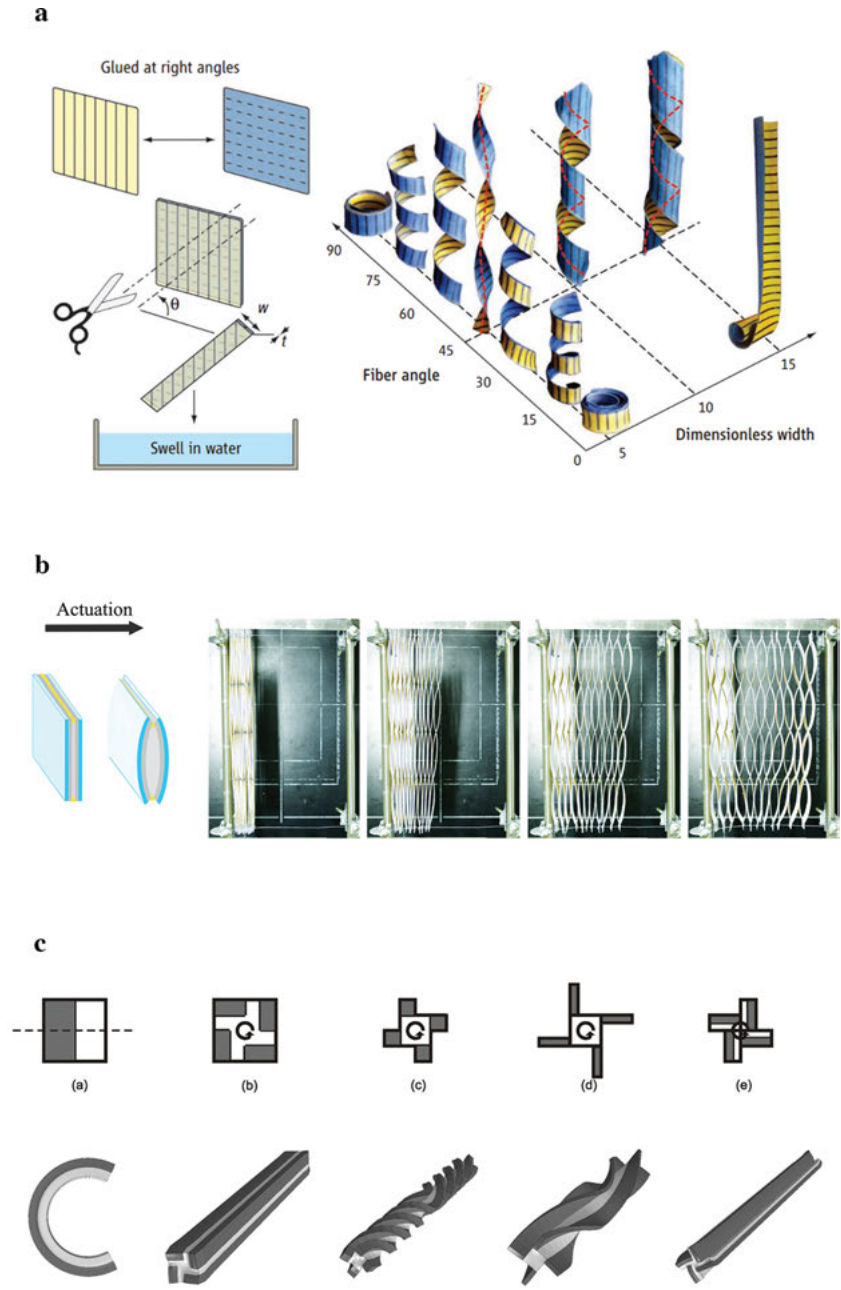 a
Glued at right angles
θ
w
t
Swell in water
90
75
60
45
30
15
0
Fiber angle
5
10
15
Dimensionless width
b
Actuation
c
(a)
(b)
(c)
(d)
(e)